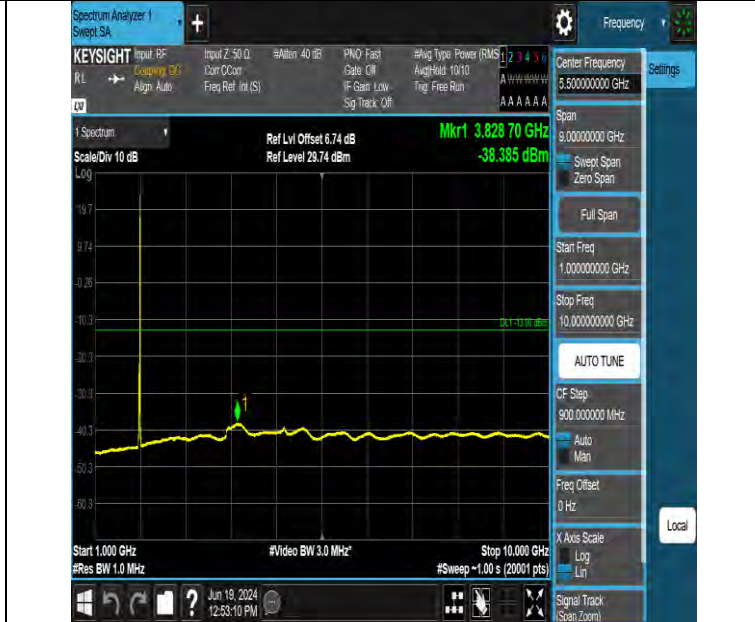 Spectrum Analyzer 1
Swept SA
+
Frequency
KEYSIGHT
RL
Input: RF
Coupling: DC
Align: Auto
Input Z: 50 Ω
Corr CCorr
Freq Ref: Int (S)
#Atten: 40 dB
PNO: Fast
Gate: Off
IF Gain: Low
Sig Track: Off
#Avg Type: Power (RMS
Avg|Hold: 10/10
Trig: Free Run
1 2 3 4 5 6
A W W W W W
A A A A A A
LXI
1 Spectrum
Scale/Div 10 dB
Log
Ref Lvl Offset 6.74 dB
Ref Level 29.74 dBm
Mkr1 3.828 70 GHz
-38.385 dBm
19.7
9.74
-0.26
-10.3
-20.3
-30.3
-40.3
-50.3
-60.3
DL1 -13.00 dBm
1
Start 1.000 GHz
#Res BW 1.0 MHz
#Video BW 3.0 MHz*
Stop 10.000 GHz
#Sweep ~1.00 s (20001 pts)
?
Jun 19, 2024
12:53:10 PM
Center Frequency
5.500000000 GHz
Settings
Span
9.00000000 GHz
Swept Span
Zero Span
Full Span
Start Freq
1.000000000 GHz
Stop Freq
10.000000000 GHz
AUTO TUNE
CF Step
900.000000 MHz
Auto
Man
Freq Offset
0 Hz
X Axis Scale
Log
Lin
Signal Track
(Span Zoom)
Local